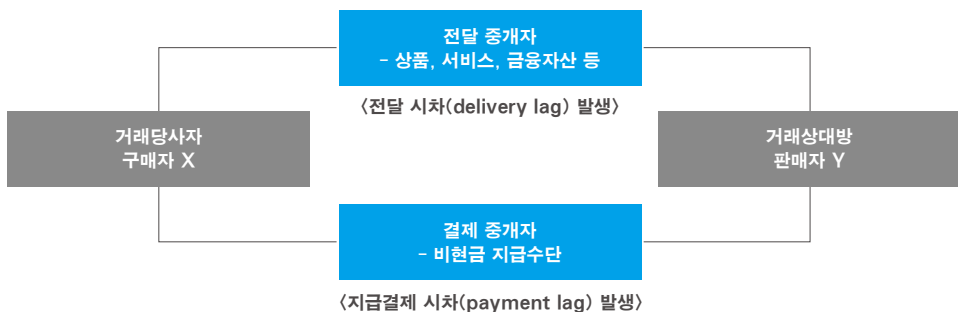 전달 중개자
- 상품, 서비스, 금융자산 등
<전달 시차(delivery lag) 발생>
거래당사자
구매자 X
거래상대방
판매자 Y
결제 중개자
- 비현금 지급수단
<지급결제 시차(payment lag) 발생>